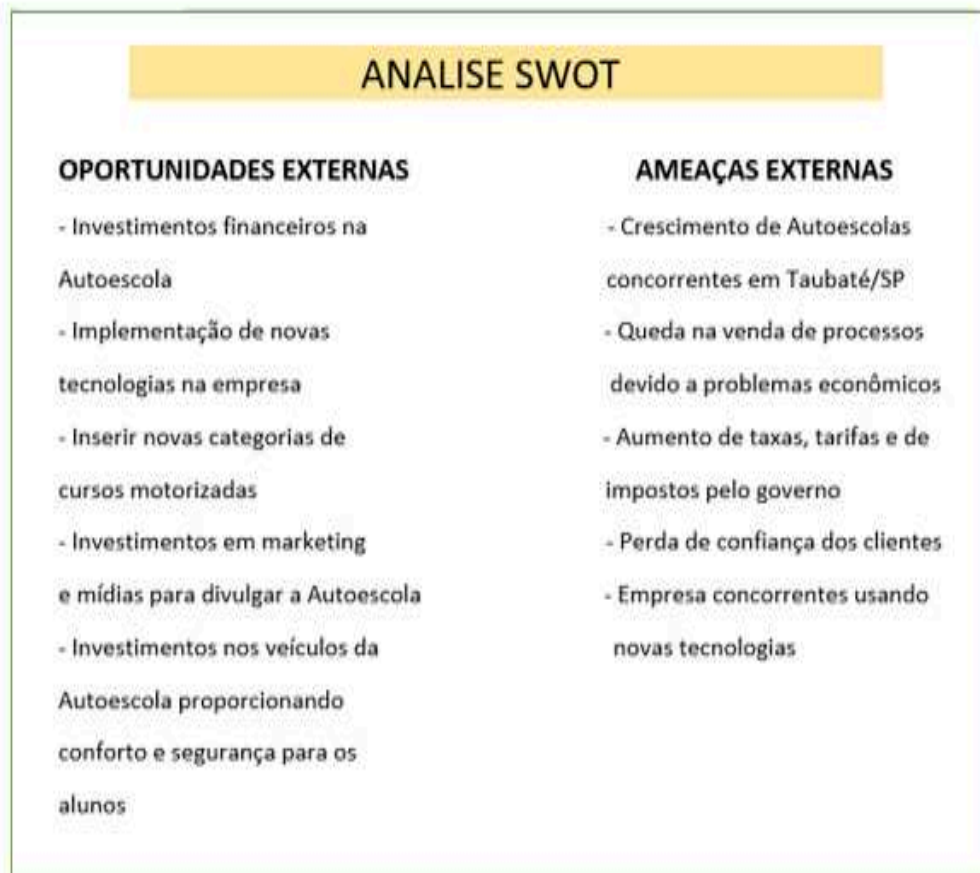 ANALISE SWOT
OPORTUNIDADES EXTERNAS
- Investimentos financeiros na
Autoescola
- Implementação de novas
tecnologias na empresa
- Inserir novas categorias de
cursos motorizadas
- Investimentos em marketing
e mídias para divulgar a Autoescola
- Investimentos nos veículos da
Autoescola proporcionando
conforto e segurança para os
alunos
AMEAÇAS EXTERNAS
- Crescimento de Autoescolas
concorrentes em Taubaté/SP
- Queda na venda de processos
devido a problemas econômicos
- Aumento de taxas, tarifas e de
impostos pelo governo
- Perda de confiança dos clientes
- Empresa concorrentes usando
novas tecnologias